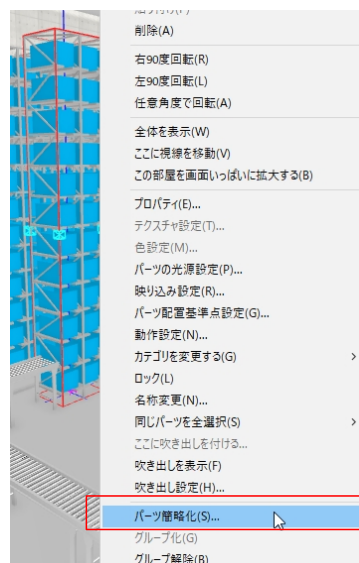 削除(A)
右90度回転(R)
左90度回転(L)
任意角度で回転(A)
全体を表示(W)
ここに視線を移動(V)
この部屋を画面いっぱいに拡大する(B)
プロパティ(E)...
テクスチャ設定(T)...
色設定(M)...
パーツの光源設定(P)...
映り込み設定(R)...
パーツ配置基準点設定(G)...
動作設定(N)...
カテゴリを変更する(G)
ロック(L)
名称変更(N)...
同じパーツを全選択(S)
ここに吹き出しを付ける...
吹き出しを表示(F)
吹き出し設定(H)...
パーツ簡略化(S)...
グループ化(G)
グループ解除(B)